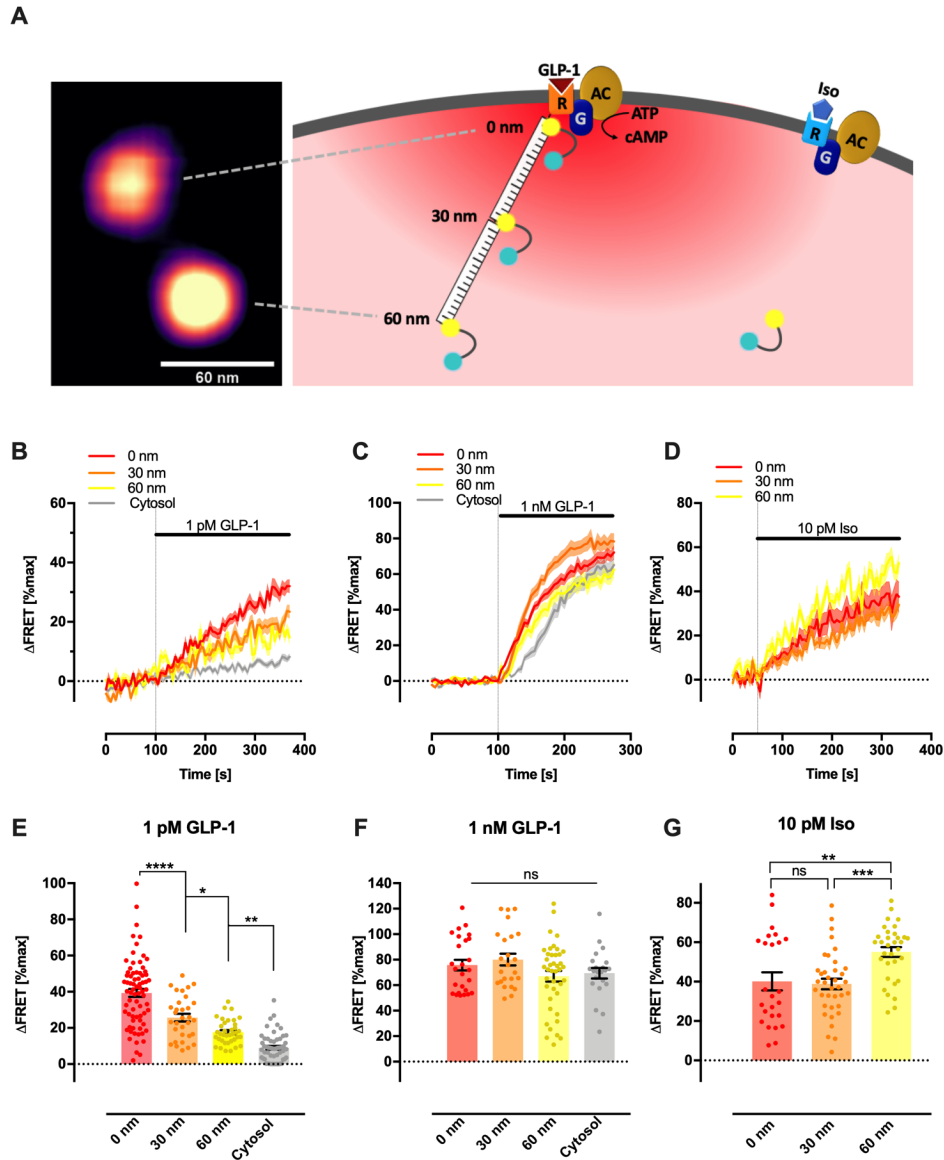 A
GLP-1
R
AC
G
ATP
cAMP
Iso
R
G
AC
0 nm
30 nm
60 nm
60 nm
B
0 nm
30 nm
60 nm
Cytosol
1 pM GLP-1
ΔFRET [%max]
60
40
20
0
0 100 200 300 400
Time [s]
C
0 nm
30 nm
60 nm
Cytosol
1 nM GLP-1
ΔFRET [%max]
100
80
60
40
20
0
0 100 200 300
Time [s]
D
0 nm
30 nm
60 nm
10 pM Iso
ΔFRET [%max]
80
60
40
20
0
0 100 200 300 400
Time [s]
E
1 pM GLP-1
****
*
**
ΔFRET [%max]
100
80
60
40
20
0
0 nm
30 nm
60 nm
Cytosol
F
1 nM GLP-1
ns
ΔFRET [%max]
140
120
100
80
60
40
20
0
0 nm
30 nm
60 nm
Cytosol
G
10 pM Iso
**
ns
***
ΔFRET [%max]
80
60
40
20
0
0 nm
30 nm
60 nm